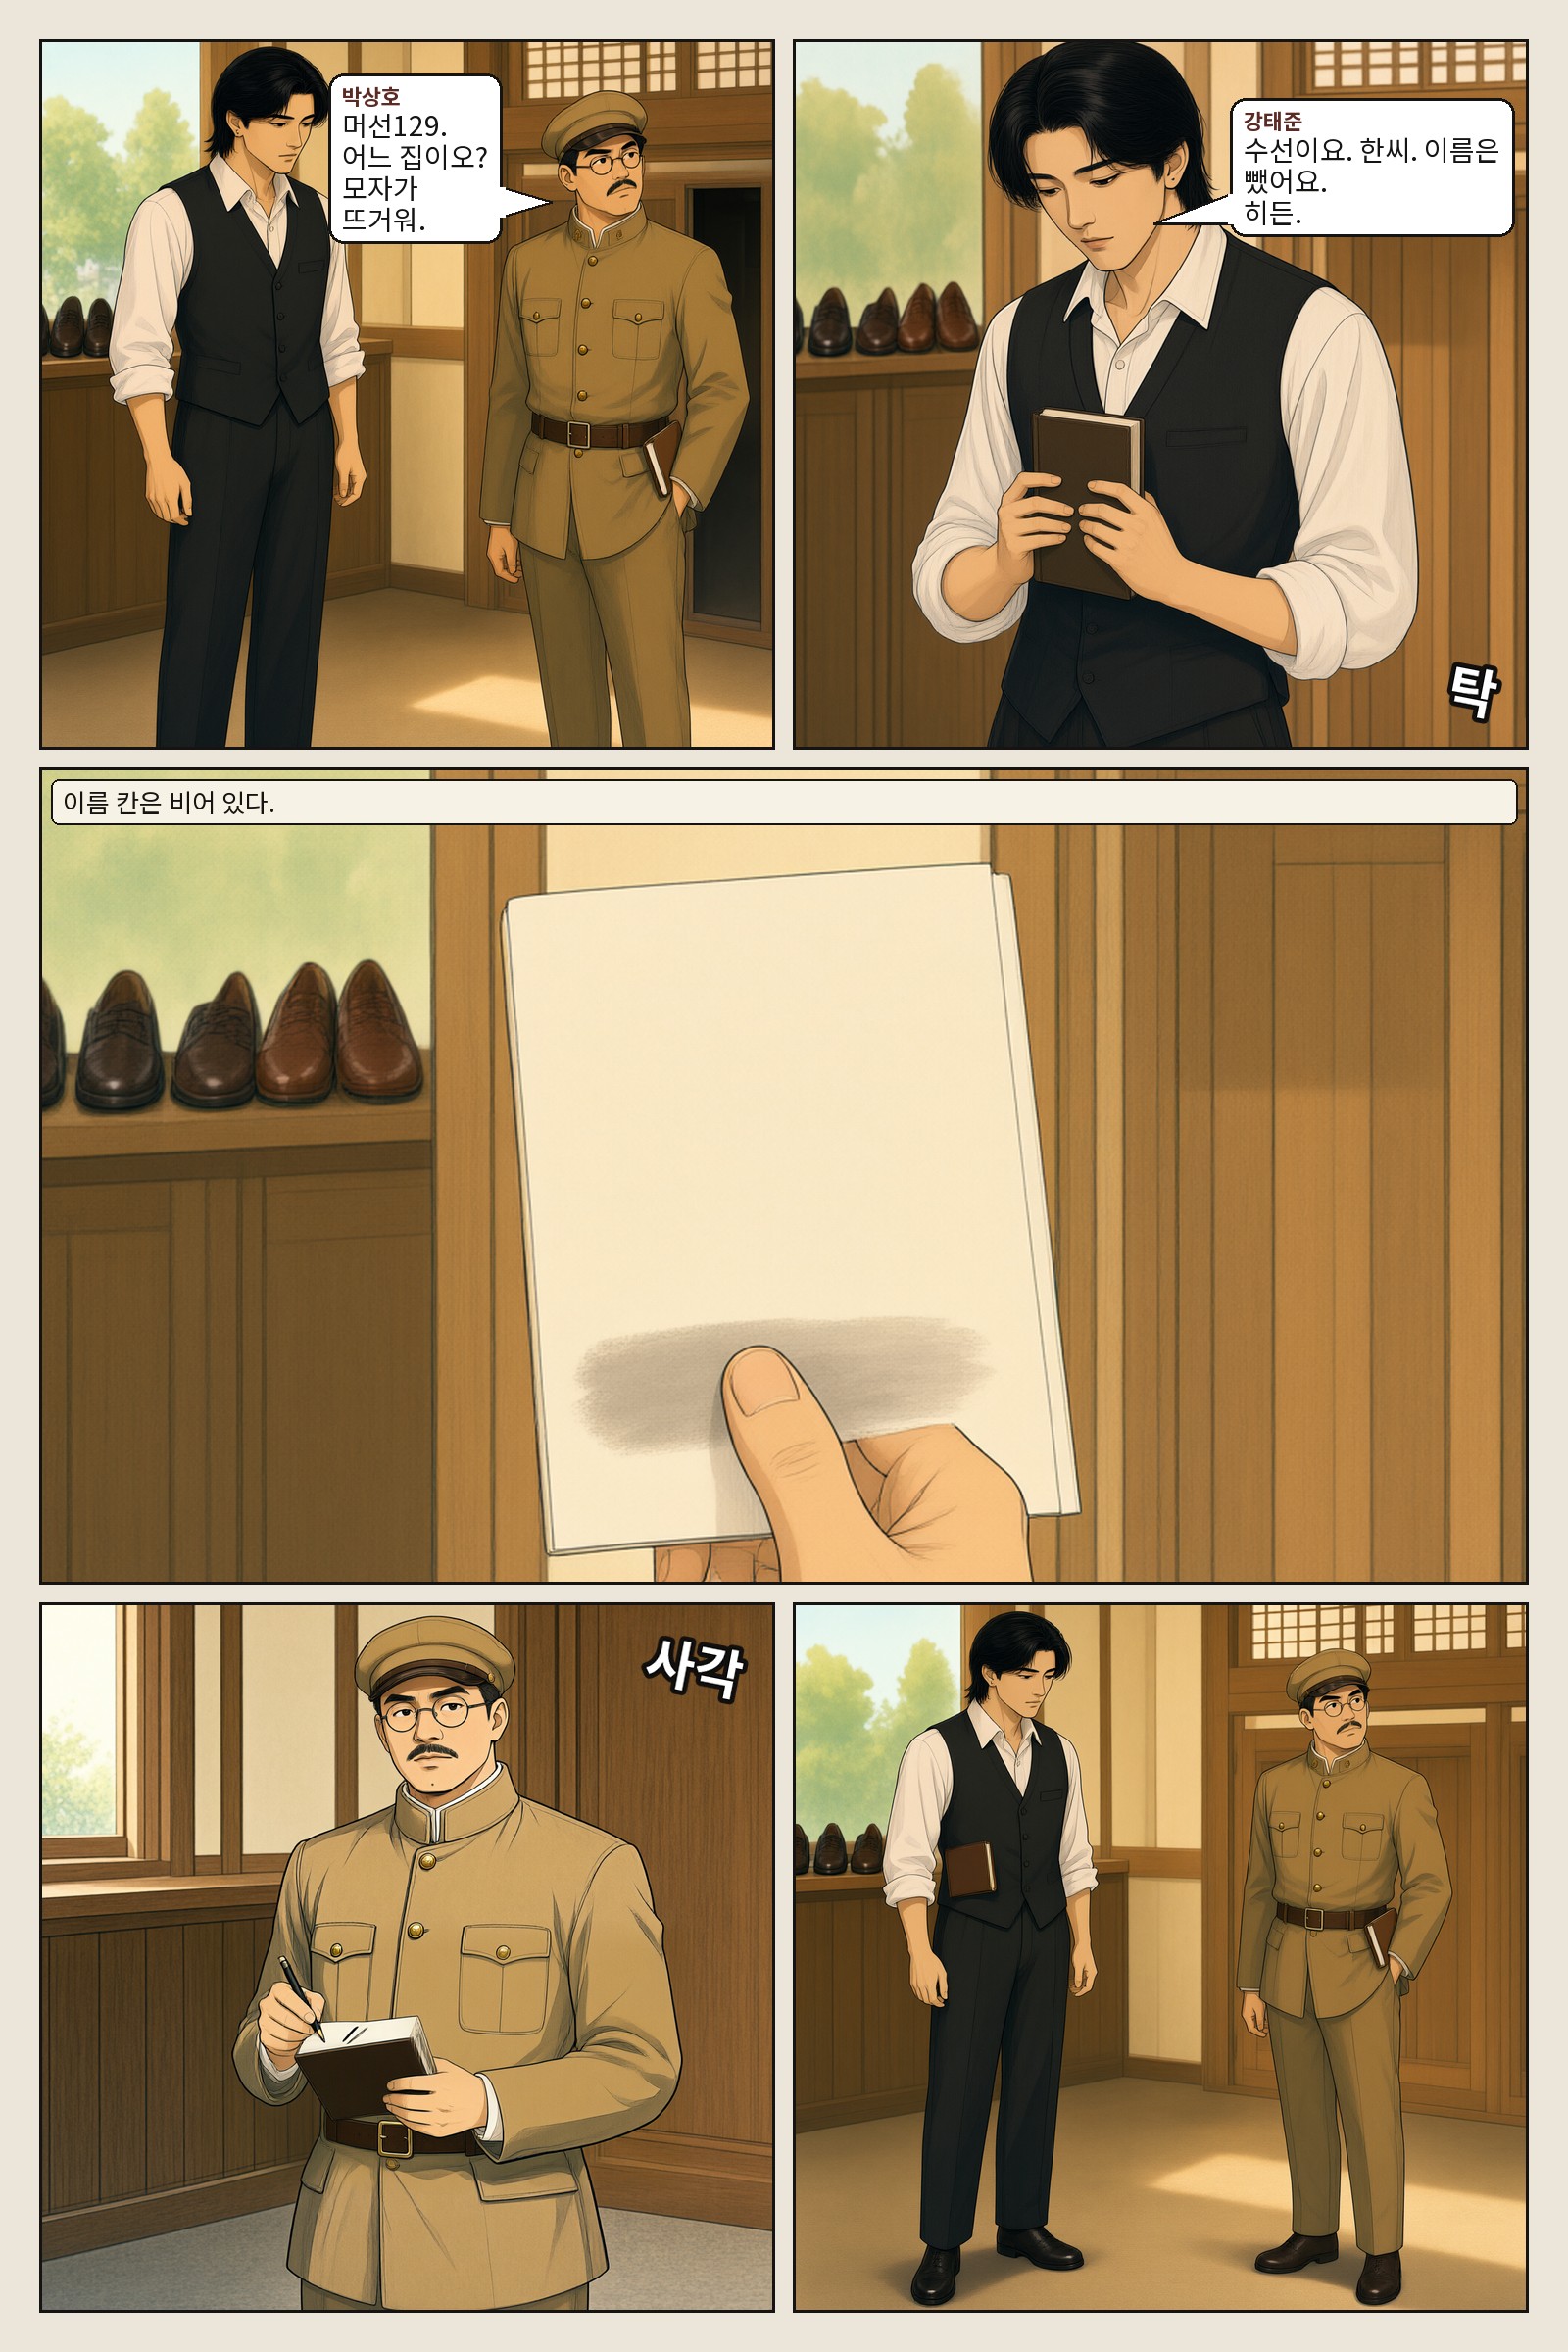 박상호
머선129.
어느 집이오?
모자가
뜨거워.
강태준
수선이요. 한씨. 이름은
뺐어요.
히든.
탁
이름 칸은 비어 있다.
사각